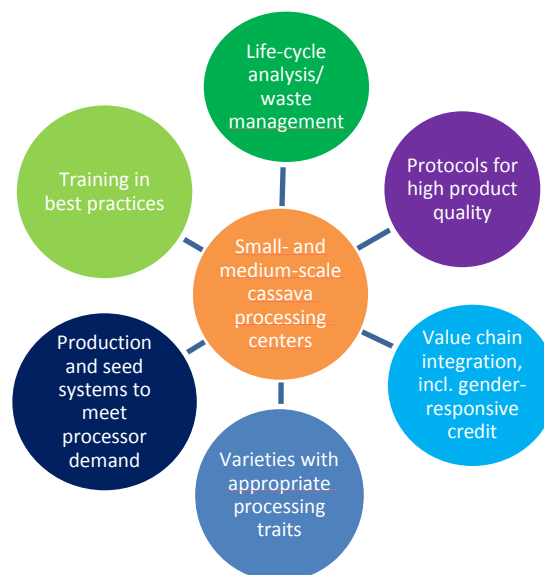 Life-cycle
analysis/
waste
management
Training in
best practices
Protocols for
high product
quality
Small- and
medium-scale
cassava
processing
centers
Production
and seed
systems to
meet
processor
demand
Value chain
integration,
incl. gender-
responsive
credit
Varieties with
appropriate
processing
traits